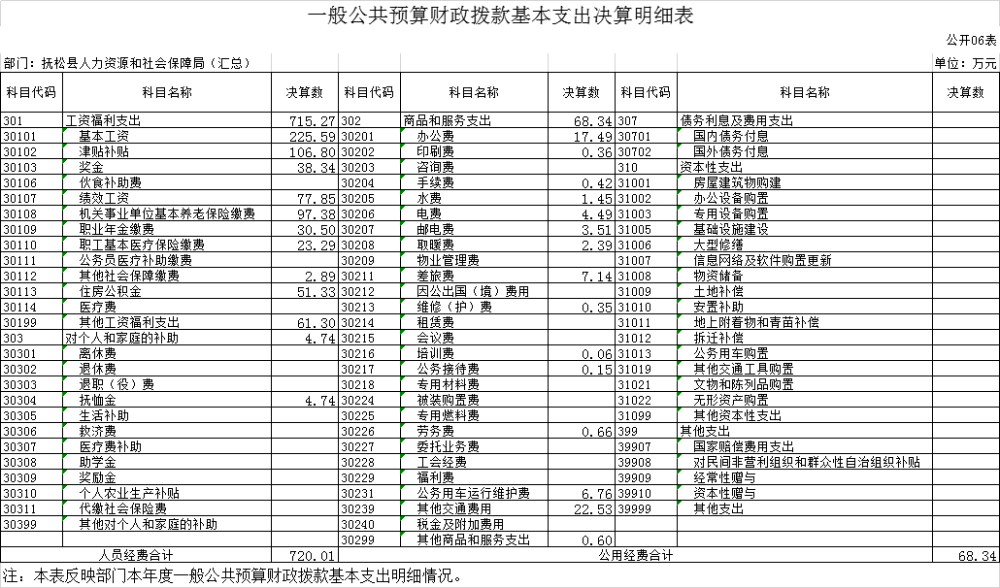 一般公共预算财政拨款基本支出决算明细表
公开06表
部门：抚松县人力资源和社会保障局（汇总） 单位：万元
科目代码 科目名称 决算数 科目代码 科目名称 决算数 科目代码 科目名称 决算数
301 工资福利支出 715.27 302 商品和服务支出 68.34 307 债务利息及费用支出
30101 基本工资 225.59 30201 办公费 17.49 30701 国内债务付息
30102 津贴补贴 106.80 30202 印刷费 0.36 30702 国外债务付息
30103 奖金 38.34 30203 咨询费 310 资本性支出
30106 伙食补助费 30204 手续费 0.42 31001 房屋建筑物购建
30107 绩效工资 77.85 30205 水费 1.45 31002 办公设备购置
30108 机关事业单位基本养老保险缴费 97.38 30206 电费 4.49 31003 专用设备购置
30109 职业年金缴费 30.50 30207 邮电费 3.51 31005 基础设施建设
30110 职工基本医疗保险缴费 23.29 30208 取暖费 2.39 31006 大型修缮
30111 公务员医疗补助缴费 30209 物业管理费 31007 信息网络及软件购置更新
30112 其他社会保障缴费 2.89 30211 差旅费 7.14 31008 物资储备
30113 住房公积金 51.33 30212 因公出国（境）费用 31009 土地补偿
30114 医疗费 30213 维修（护）费 0.35 31010 安置补助
30199 其他工资福利支出 61.30 30214 租赁费 31011 地上附着物和青苗补偿
303 对个人和家庭的补助 4.74 30215 会议费 31012 拆迁补偿
30301 离休费 30216 培训费 0.06 31013 公务用车购置
30302 退休费 30217 公务接待费 0.15 31019 其他交通工具购置
30303 退职（役）费 30218 专用材料费 31021 文物和陈列品购置
30304 抚恤金 4.74 30224 被装购置费 31022 无形资产购置
30305 生活补助 30225 专用燃料费 31099 其他资本性支出
30306 救济费 30226 劳务费 0.66 399 其他支出
30307 医疗费补助 30227 委托业务费 39907 国家赔偿费用支出
30308 助学金 30228 工会经费 39908 对民间非营利组织和群众性自治组织补贴
30309 奖励金 30229 福利费 39909 经常性赠与
30310 个人农业生产补贴 30231 公务用车运行维护费 6.76 39910 资本性赠与
30311 代缴社会保险费 30239 其他交通费用 22.53 39999 其他支出
30399 其他对个人和家庭的补助 30240 税金及附加费用
30299 其他商品和服务支出 0.60
人员经费合计 720.01 公用经费合计 68.34
注：本表反映部门本年度一般公共预算财政拨款基本支出明细情况。